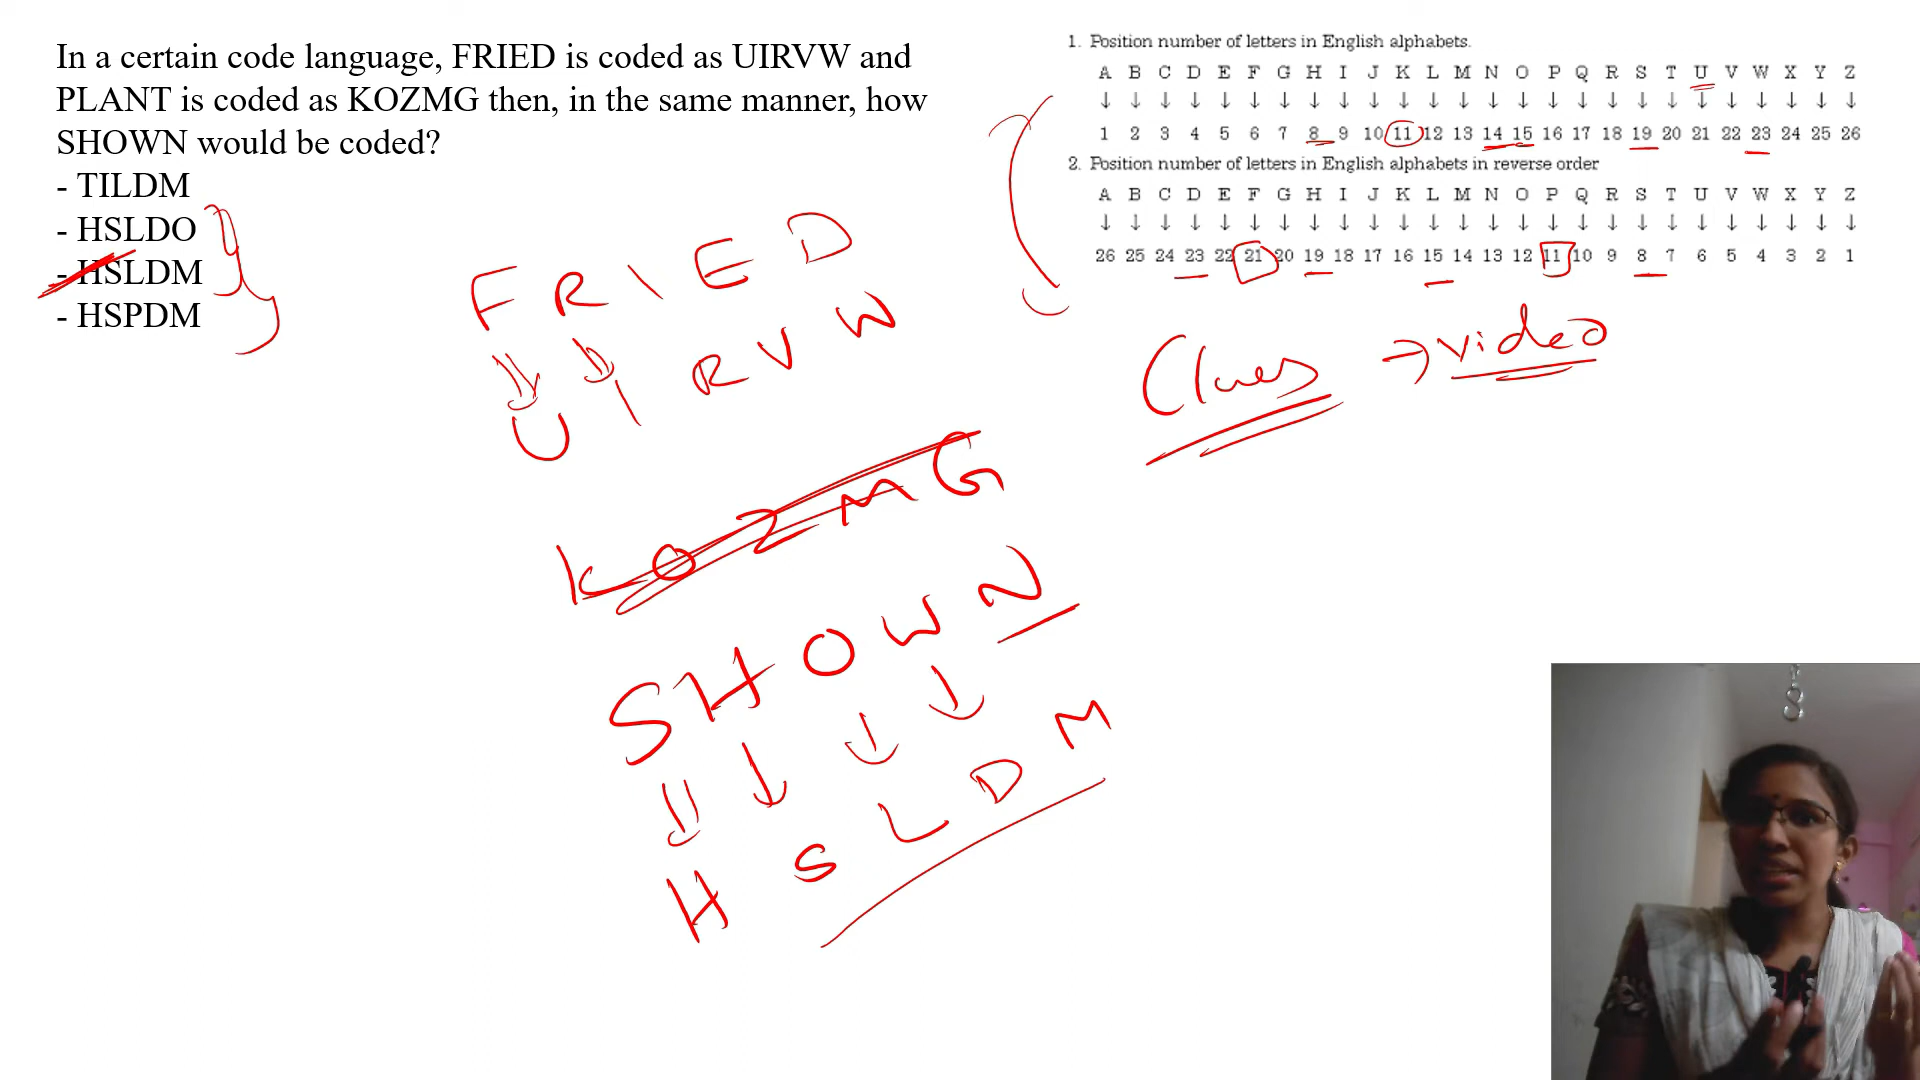 In a certain code language, FRIED is coded as UIRVW and
PLANT is coded as KOZMG then, in the same manner, how
SHOWN would be coded?
- TILDM
- HSLDO
- HSLDM
- HSPDM
1. Position number of letters in English alphabets.
A B C D E F G H I J K L M N O P Q R S T U V W X Y Z
↓ ↓ ↓ ↓ ↓ ↓ ↓ ↓ ↓ ↓ ↓ ↓ ↓ ↓ ↓ ↓ ↓ ↓ ↓ ↓ ↓ ↓ ↓ ↓ ↓ ↓
1 2 3 4 5 6 7 8 9 10 11 12 13 14 15 16 17 18 19 20 21 22 23 24 25 26
2. Position number of letters in English alphabets in reverse order
A B C D E F G H I J K L M N O P Q R S T U V W X Y Z
↓ ↓ ↓ ↓ ↓ ↓ ↓ ↓ ↓ ↓ ↓ ↓ ↓ ↓ ↓ ↓ ↓ ↓ ↓ ↓ ↓ ↓ ↓ ↓ ↓ ↓
26 25 24 23 22 21 20 19 18 17 16 15 14 13 12 11 10 9 8 7 6 5 4 3 2 1
FRIED
UIRVW
Clues → video
KOZMG
SHOWN
HSLDM